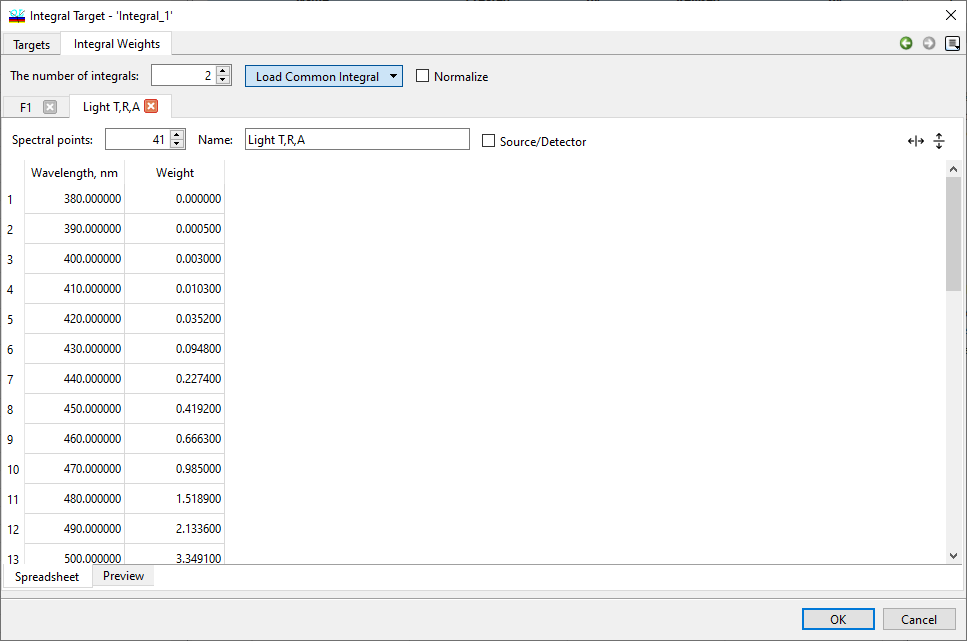 Integral Target - 'Integral_1'
Targets Integral Weights
The number of integrals: 2 Load Common Integral Normalize
F1 Light T,R,A
Spectral points: 41 Name: Light T,R,A Source/Detector
Wavelength, nm Weight
1 380.000000 0.000000
2 390.000000 0.000500
3 400.000000 0.003000
4 410.000000 0.010300
5 420.000000 0.035200
6 430.000000 0.094800
7 440.000000 0.227400
8 450.000000 0.419200
9 460.000000 0.666300
10 470.000000 0.985000
11 480.000000 1.518900
12 490.000000 2.133600
13 500.000000 3.349100
Spreadsheet Preview
OK Cancel